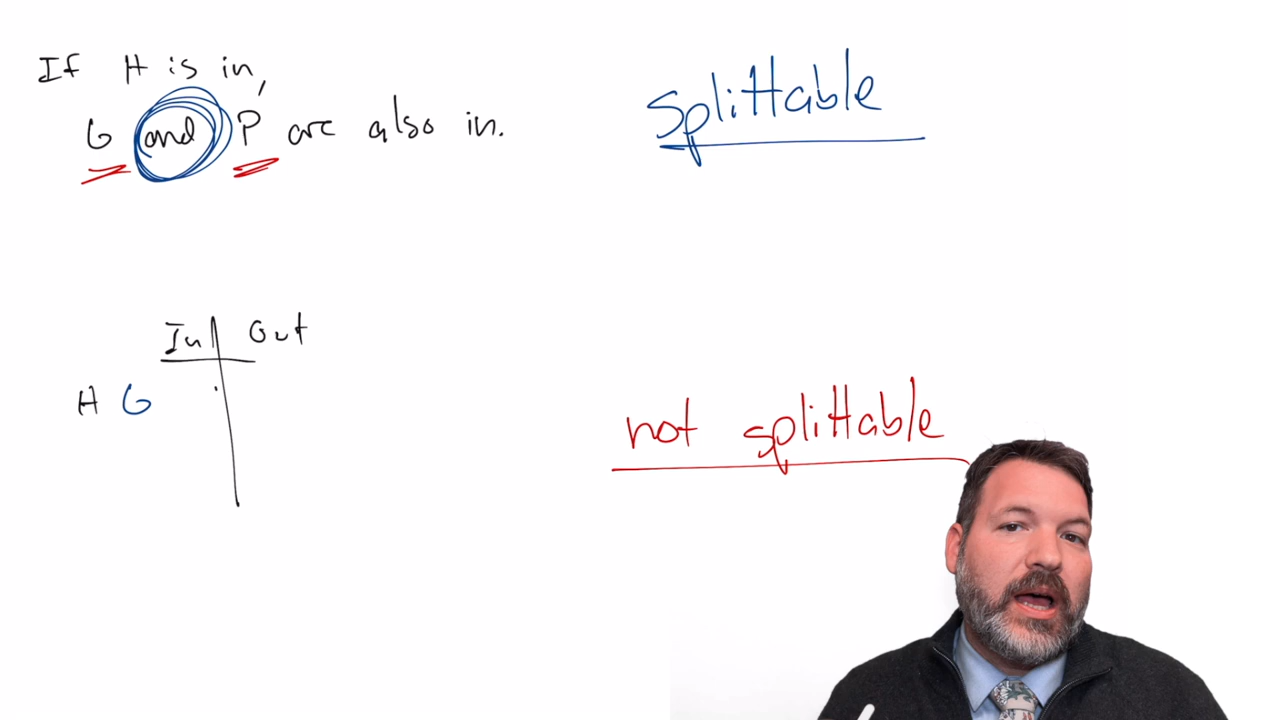 If H is in,
G and P are also in.
splittable
In Out
H G
not splittable